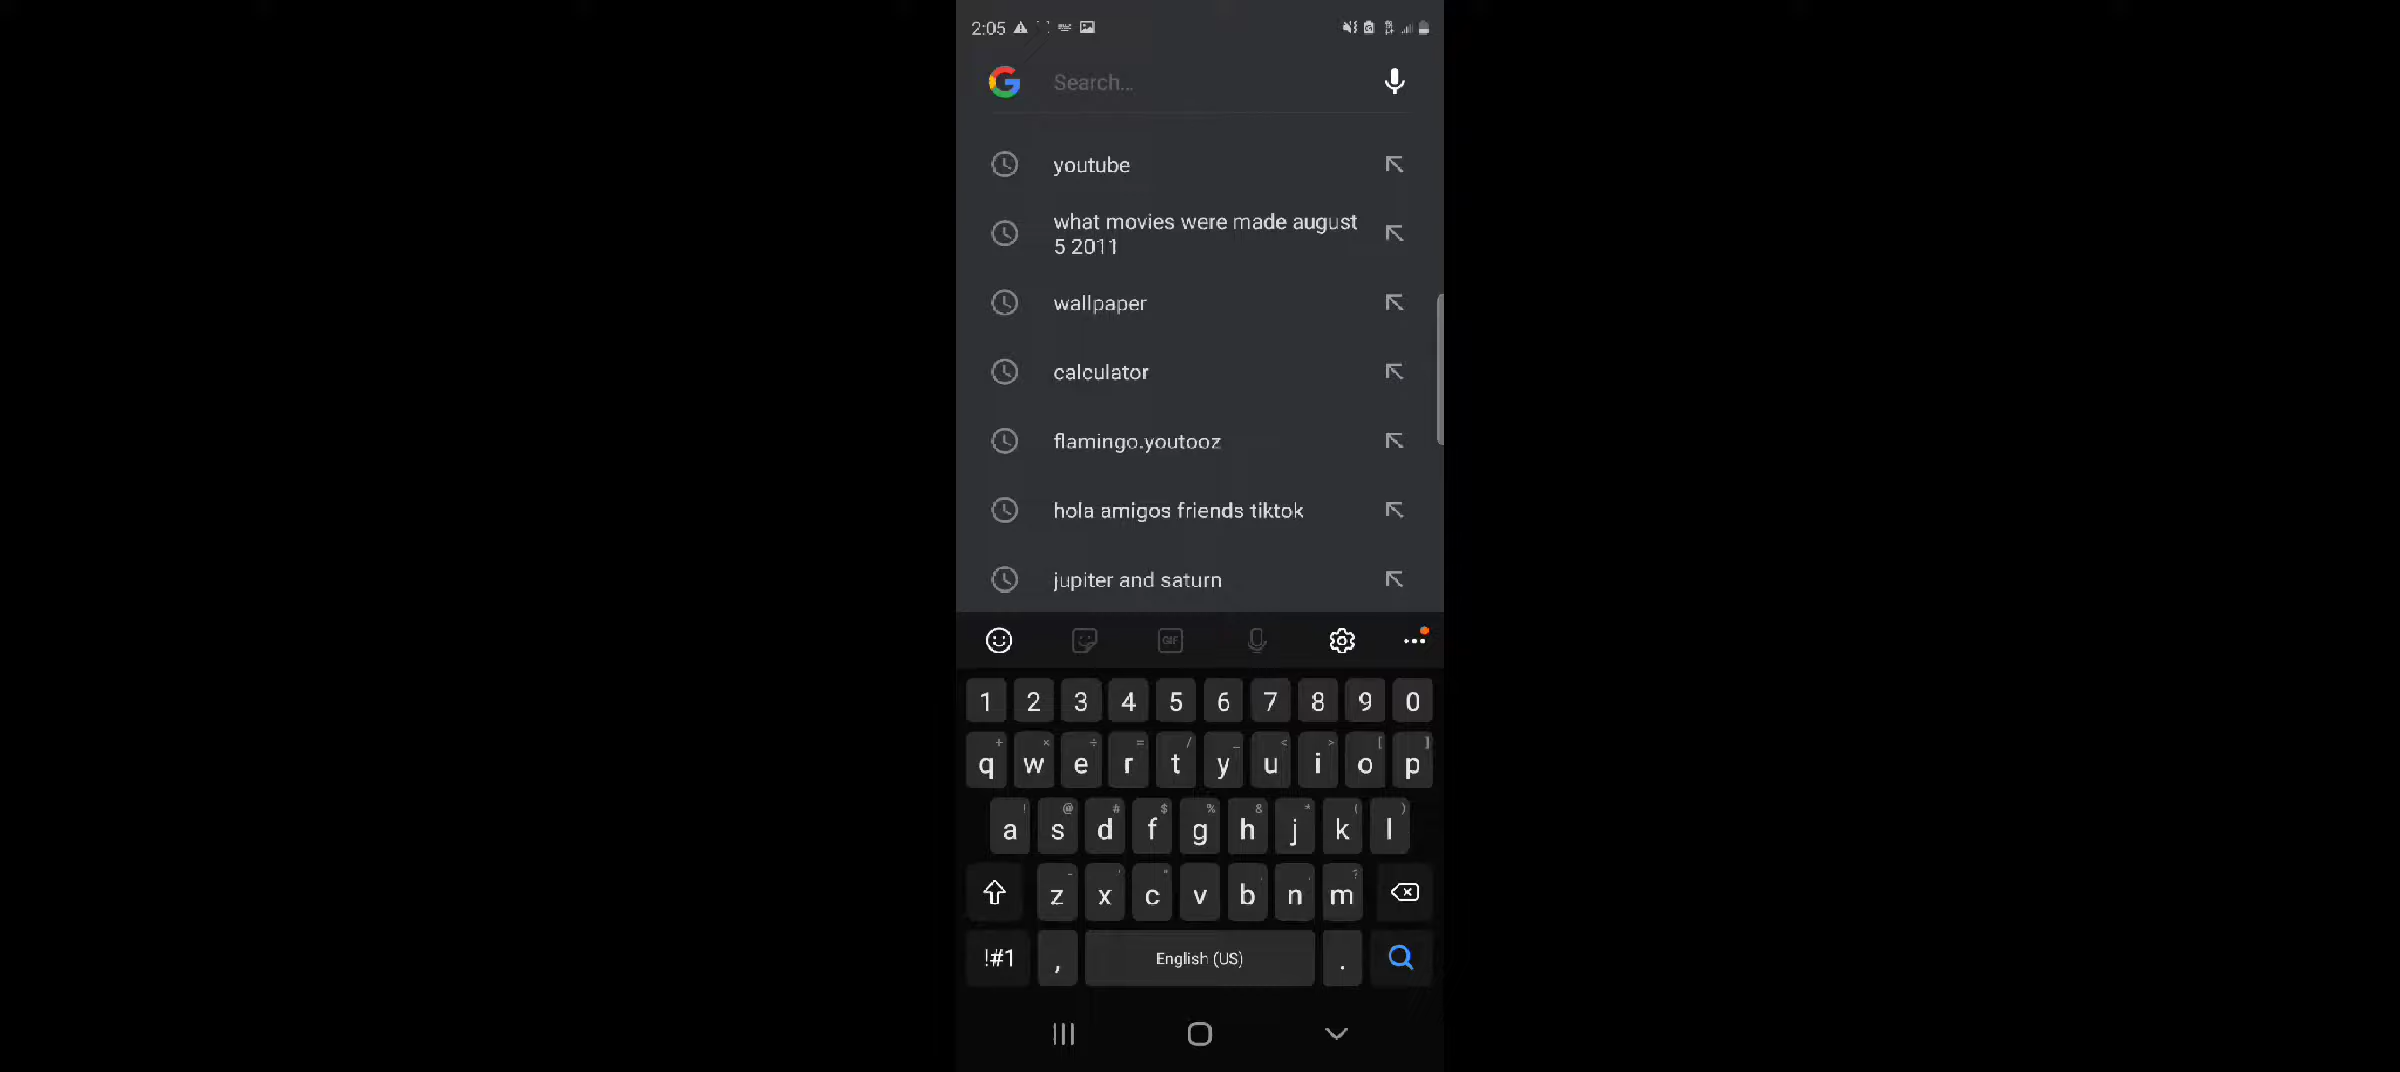 2:05
Search...
youtube
what movies were made august
5 2011
wallpaper
calculator
flamingo.youtooz
hola amigos friends tiktok
jupiter and saturn
GIF
1 2 3 4 5 6 7 8 9 0
+ × ÷ = / _ < > [ ]
q w e r t y u i o p
! @ # $ % & * ( )
a s d f g h j k l
z x c v b n m
!#1 , English (US) .